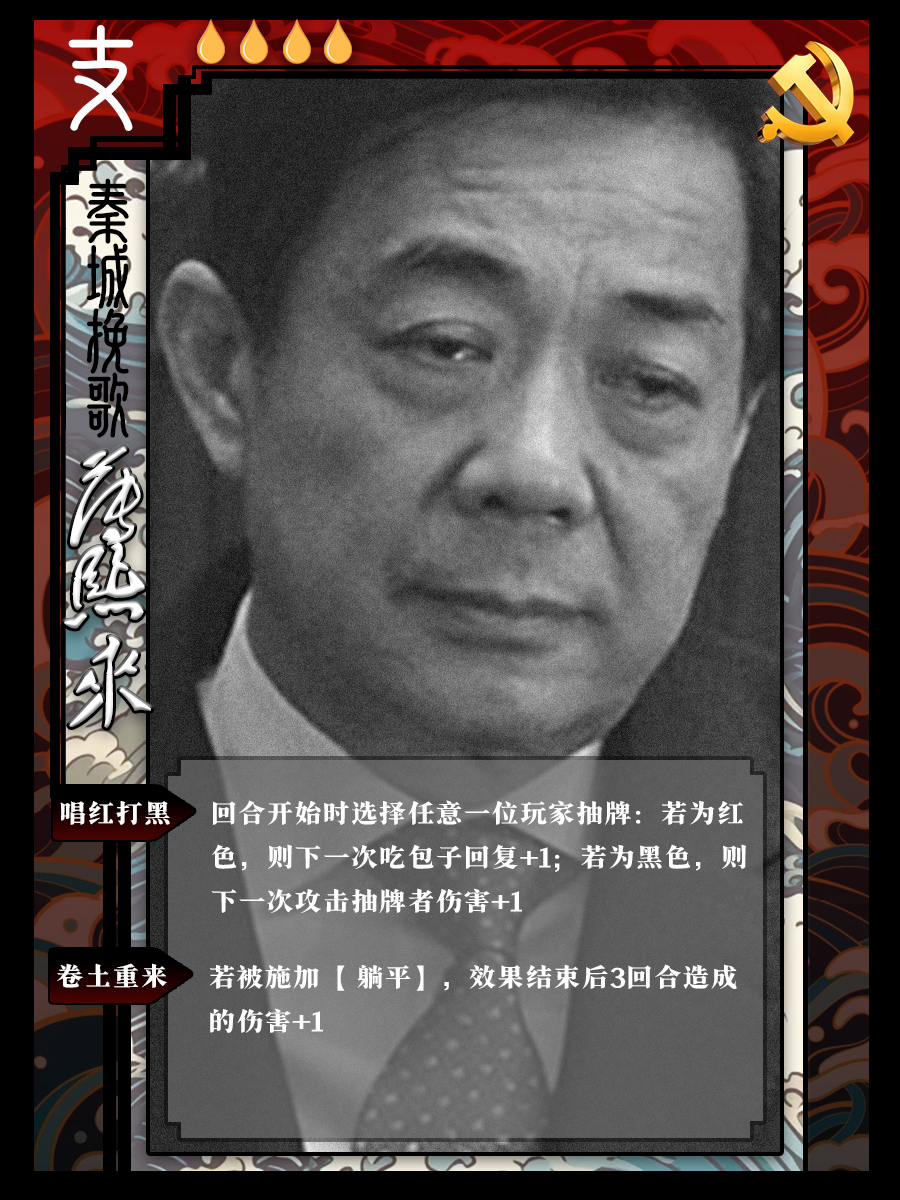 支
秦城挽歌
薄熙來
唱红打黑
回合开始时选择任意一位玩家抽牌：若为红
色，则下一次吃包子回复+1；若为黑色，则
下一次攻击抽牌者伤害+1
卷土重来
若被施加【躺平】，效果结束后3回合造成
的伤害+1